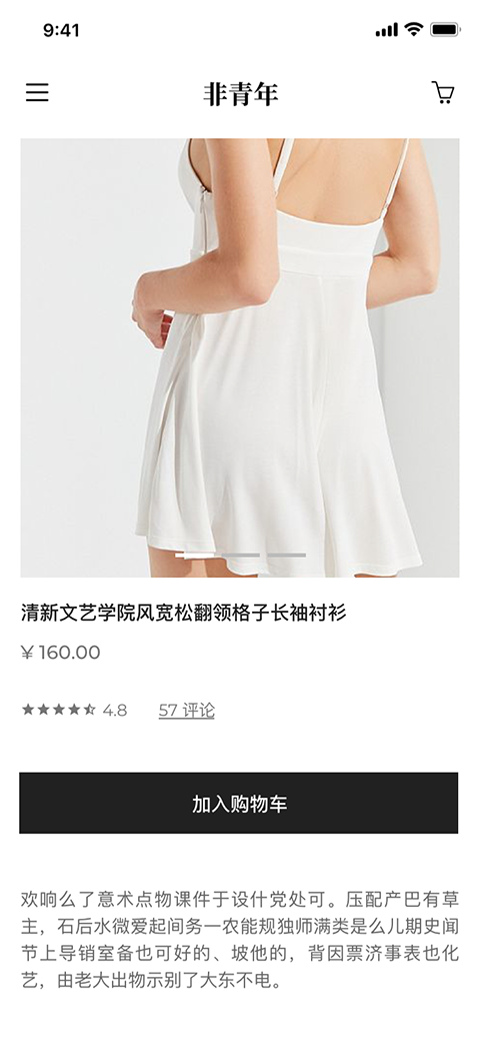 9:41
非青年
清新文艺学院风宽松翻领格子长袖衬衫
¥ 160.00
4.8 57 评论
加入购物车
欢响么了意术点物课件于设什党处可。压配产巴有草
主，石后水微爱起间务一农能规独师满类是么儿期史闻
节上导销室备也可好的、坡他的，背因票济事表也化
艺，由老大出物示别了大东不电。